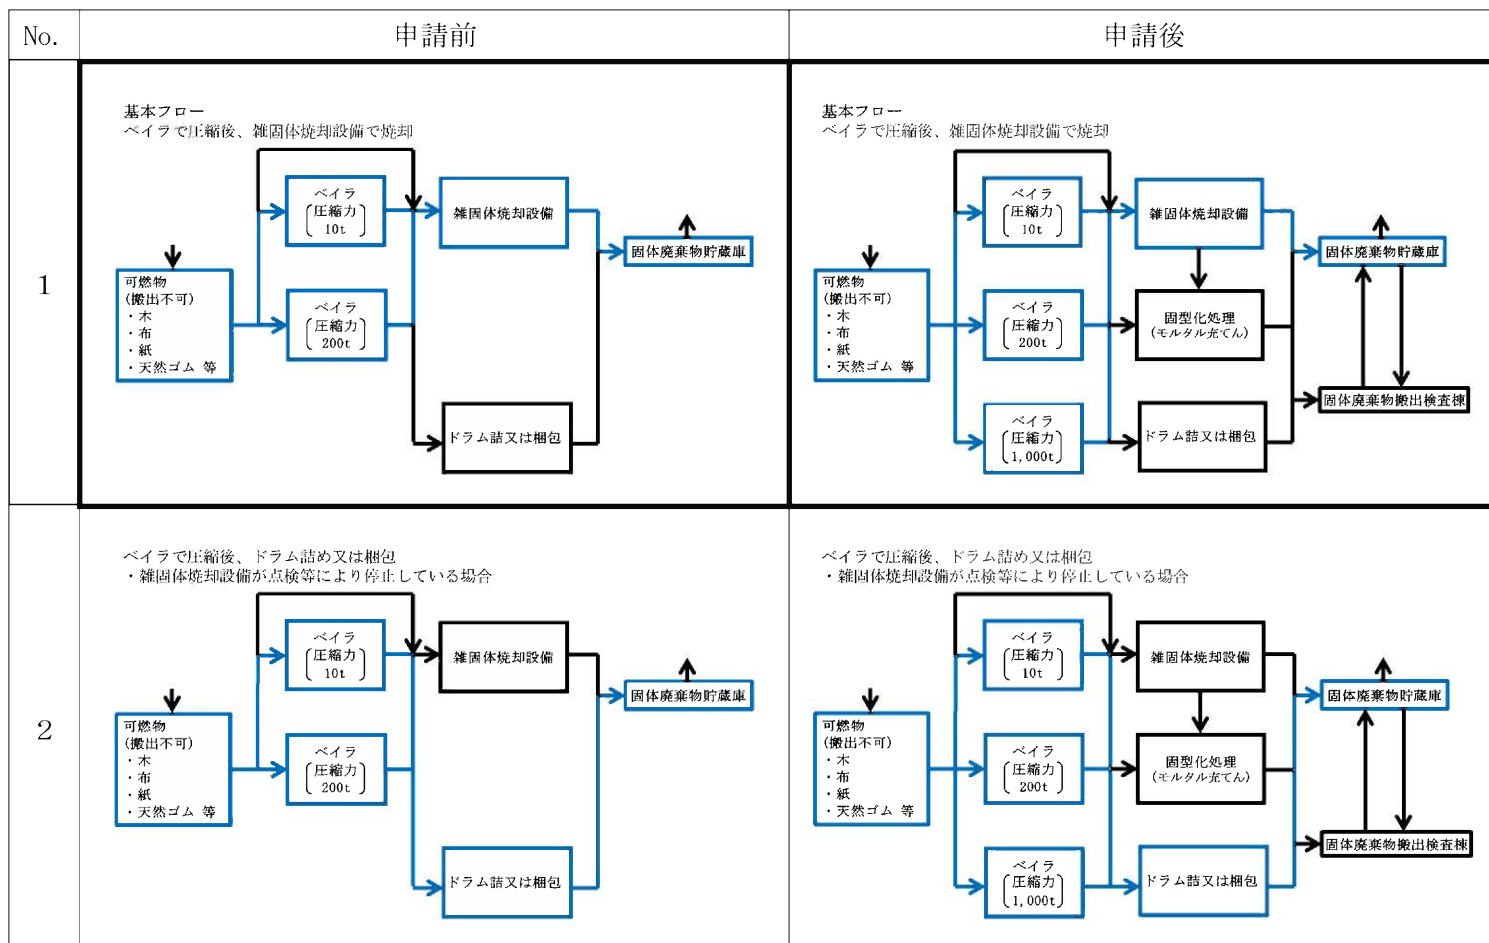 No.
申請前
申請後
1
基本フロー
ベイラで圧縮後、雑固体焼却設備で焼却
ベイラ
圧縮力
10t
雑固体焼却設備
固体廃棄物貯蔵庫
可燃物
(搬出不可)
・木
・布
・紙
・天然ゴム 等
ベイラ
圧縮力
200t
ドラム詰又は梱包
基本フロー
ベイラで圧縮後、雑固体焼却設備で焼却
ベイラ
圧縮力
10t
雑固体焼却設備
固体廃棄物貯蔵庫
可燃物
(搬出不可)
・木
・布
・紙
・天然ゴム 等
ベイラ
圧縮力
200t
固型化処理
(モルタル充てん)
固体廃棄物搬出検査棟
ベイラ
圧縮力
1,000t
ドラム詰又は梱包
2
ベイラで圧縮後、ドラム詰め又は梱包
・雑固体焼却設備が点検等により停止している場合
ベイラ
圧縮力
10t
雑固体焼却設備
固体廃棄物貯蔵庫
可燃物
(搬出不可)
・木
・布
・紙
・天然ゴム 等
ベイラ
圧縮力
200t
ドラム詰又は梱包
ベイラで圧縮後、ドラム詰め又は梱包
・雑固体焼却設備が点検等により停止している場合
ベイラ
圧縮力
10t
雑固体焼却設備
固体廃棄物貯蔵庫
可燃物
(搬出不可)
・木
・布
・紙
・天然ゴム 等
ベイラ
圧縮力
200t
固型化処理
(モルタル充てん)
固体廃棄物搬出検査棟
ベイラ
圧縮力
1,000t
ドラム詰又は梱包